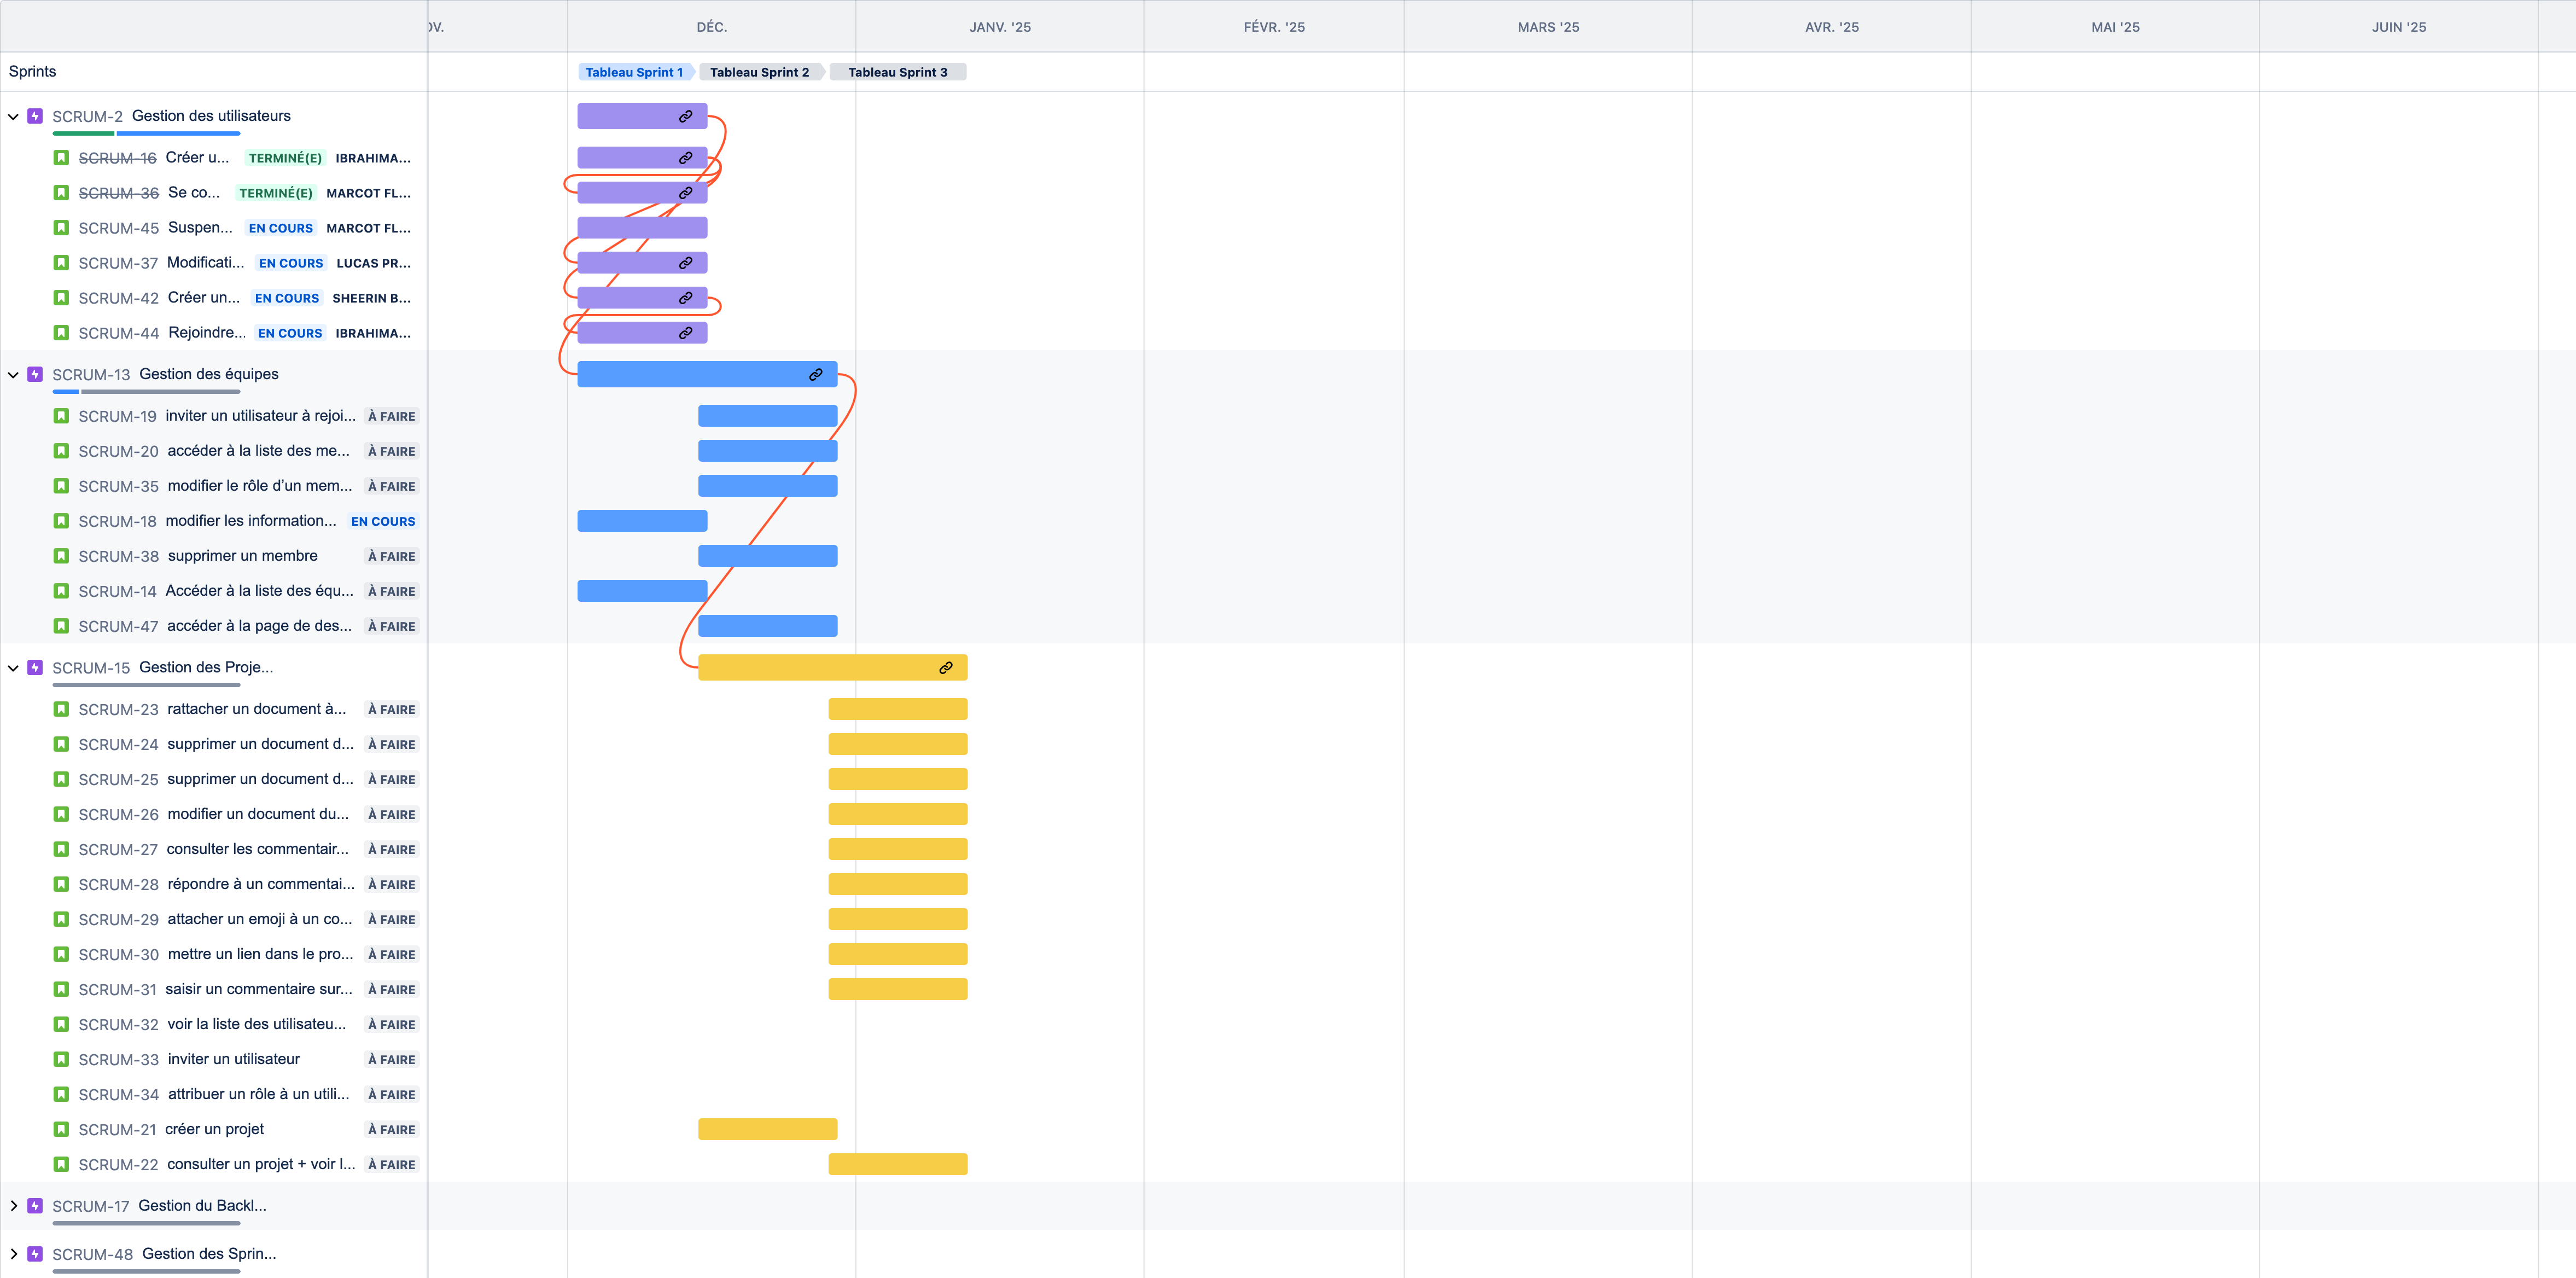 OV. DÉC. JANV. '25 FÉVR. '25 MARS '25 AVR. '25 MAI '25 JUIN '25
Sprints Tableau Sprint 1 Tableau Sprint 2 Tableau Sprint 3
SCRUM-2 Gestion des utilisateurs
SCRUM-16 Créer u... TERMINÉ(E) IBRAHIMA...
SCRUM-36 Se co... TERMINÉ(E) MARCOT FL...
SCRUM-45 Suspen... EN COURS MARCOT FL...
SCRUM-37 Modificati... EN COURS LUCAS PR...
SCRUM-42 Créer un... EN COURS SHEERIN B...
SCRUM-44 Rejoindre... EN COURS IBRAHIMA...
SCRUM-13 Gestion des équipes
SCRUM-19 inviter un utilisateur à rejoi... À FAIRE
SCRUM-20 accéder à la liste des me... À FAIRE
SCRUM-35 modifier le rôle d'un mem... À FAIRE
SCRUM-18 modifier les information... EN COURS
SCRUM-38 supprimer un membre À FAIRE
SCRUM-14 Accéder à la liste des équ... À FAIRE
SCRUM-47 accéder à la page de des... À FAIRE
SCRUM-15 Gestion des Proje...
SCRUM-23 rattacher un document à... À FAIRE
SCRUM-24 supprimer un document d... À FAIRE
SCRUM-25 supprimer un document d... À FAIRE
SCRUM-26 modifier un document du... À FAIRE
SCRUM-27 consulter les commentair... À FAIRE
SCRUM-28 répondre à un commentai... À FAIRE
SCRUM-29 attacher un emoji à un co... À FAIRE
SCRUM-30 mettre un lien dans le pro... À FAIRE
SCRUM-31 saisir un commentaire sur... À FAIRE
SCRUM-32 voir la liste des utilisateu... À FAIRE
SCRUM-33 inviter un utilisateur À FAIRE
SCRUM-34 attribuer un rôle à un utili... À FAIRE
SCRUM-21 créer un projet À FAIRE
SCRUM-22 consulter un projet + voir l... À FAIRE
SCRUM-17 Gestion du Backl...
SCRUM-48 Gestion des Sprin...